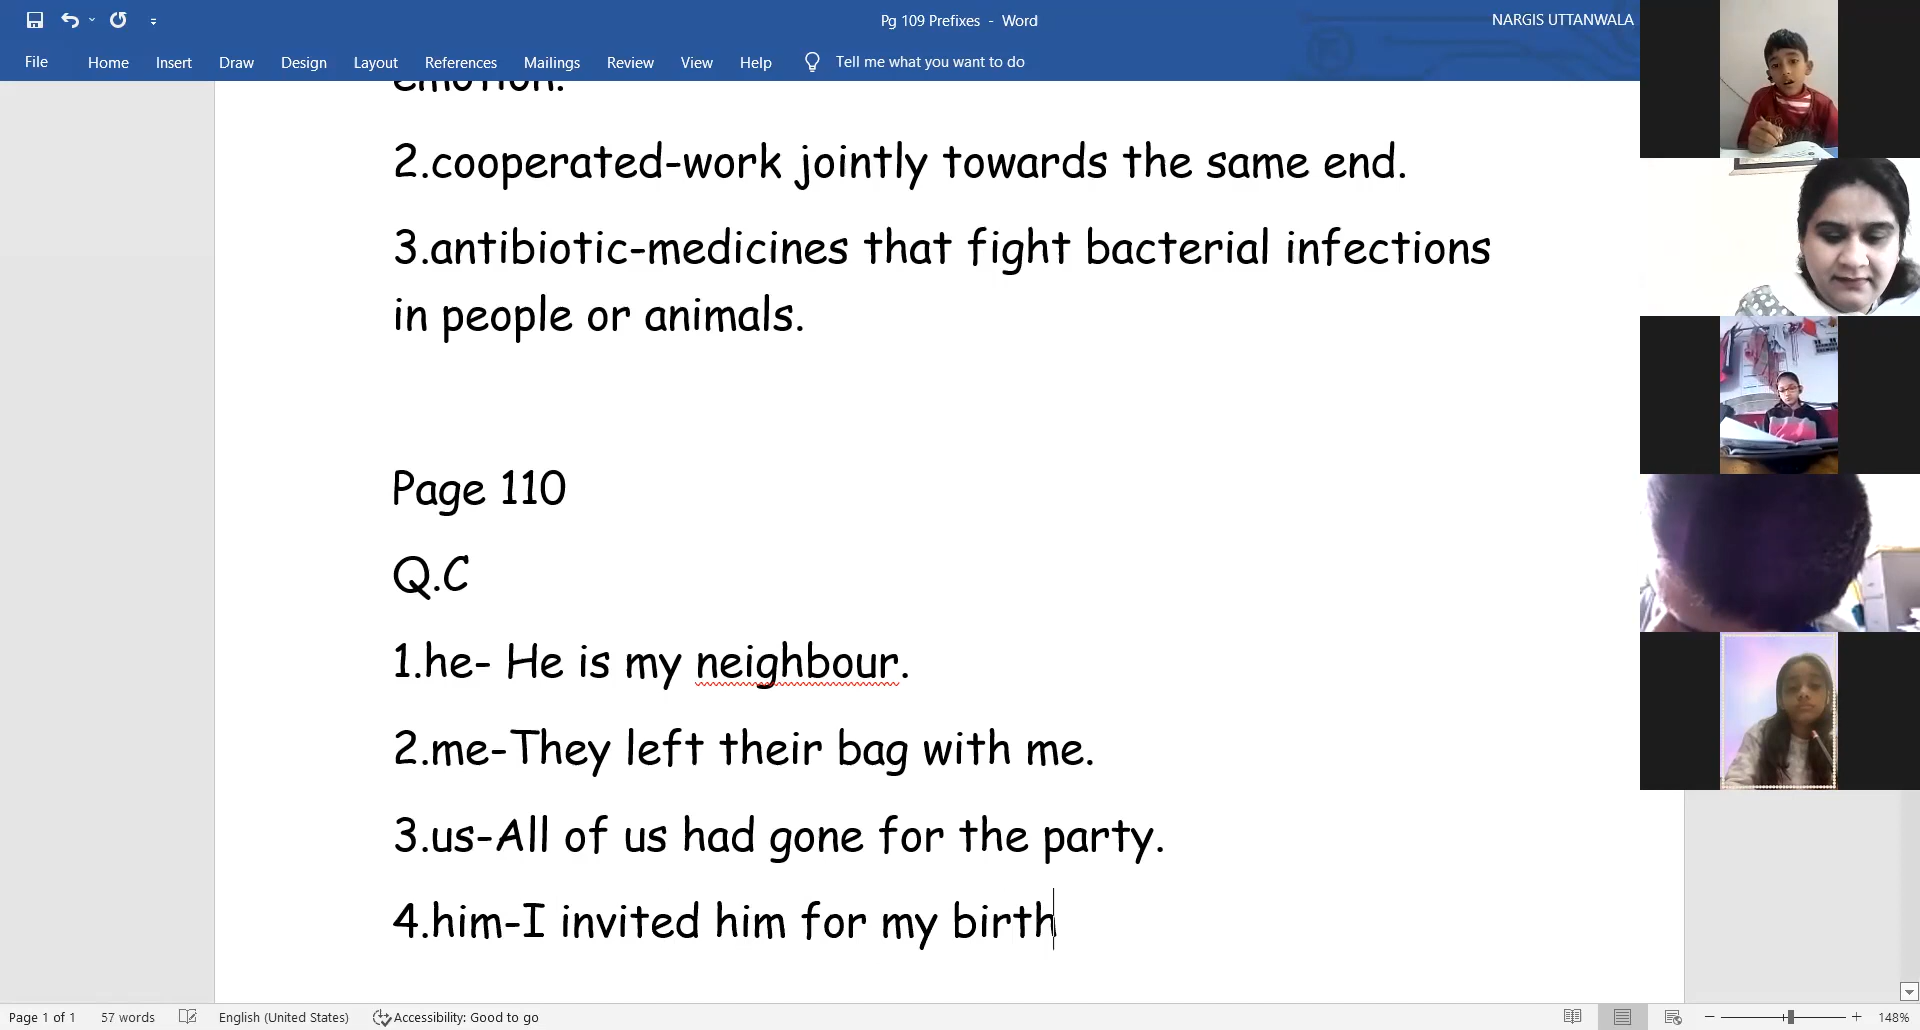 Pg 109 Prefixes - Word
NARGIS UTTANWALA
File Home Insert Draw Design Layout References Mailings Review View Help Tell me what you want to do
emotion.
2.cooperated-work jointly towards the same end.
3.antibiotic-medicines that fight bacterial infections
in people or animals.
Page 110
Q.C
1.he- He is my neighbour.
2.me-They left their bag with me.
3.us-All of us had gone for the party.
4.him-I invited him for my birth
Page 1 of 1 57 words English (United States) Accessibility: Good to go 148%